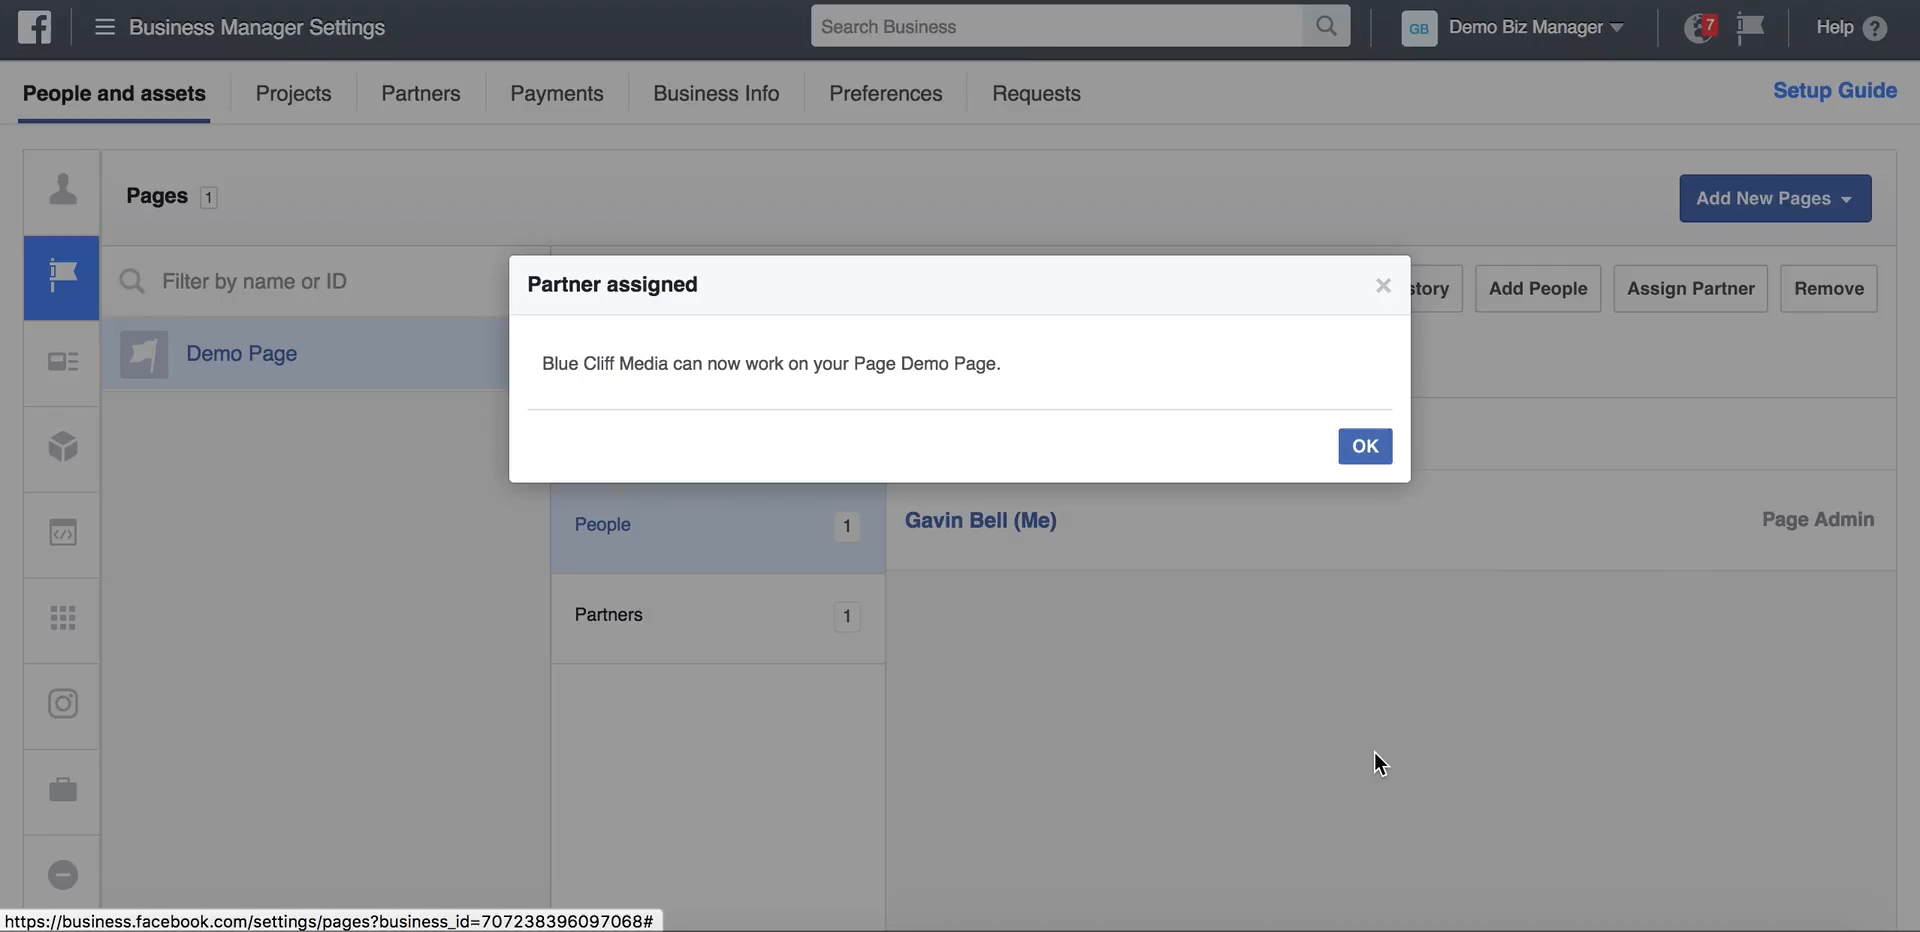 Business Manager Settings
Search Business
GB
Demo Biz Manager
7
Help ?
People and assets
Projects
Partners
Payments
Business Info
Preferences
Requests
Setup Guide
Pages 1
Add New Pages
Filter by name or ID
Demo Page
story
Add People
Assign Partner
Remove
Partner assigned
×
Blue Cliff Media can now work on your Page Demo Page.
OK
People 1
Gavin Bell (Me)
Page Admin
Partners 1
https://business.facebook.com/settings/pages?business_id=707238396097068#